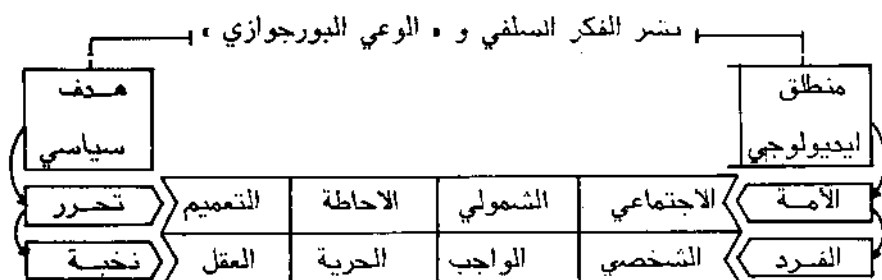 نشر الفكر السلفي و « الوعي البورجوازي »
منطلق هدف
ايديولوجي سياسي
الأمة الاجتماعي الشمولي الاحاطة التعميم تحرر
الفرد الشخصي الواجب الحرية العقل نخبة